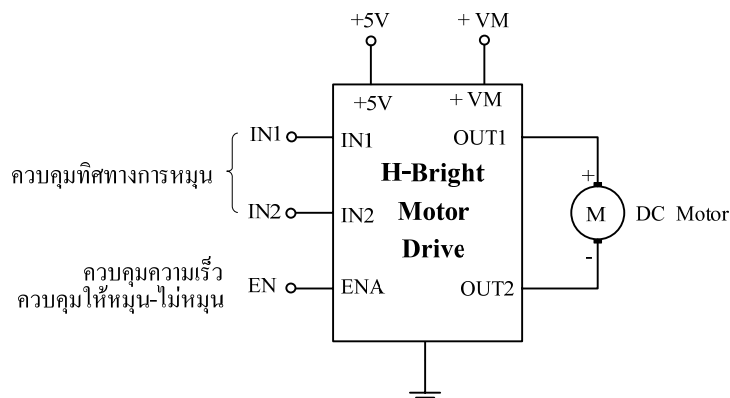 +5V
+ VM
+5V
+ VM
IN1
IN1
OUT1
ควบคุมทิศทางการหมุน
H-Bright
Motor
Drive
+
M
DC Motor
IN2
IN2
-
ควบคุมความเร็ว
ควบคุมให้หมุน-ไม่หมุน
EN
ENA
OUT2